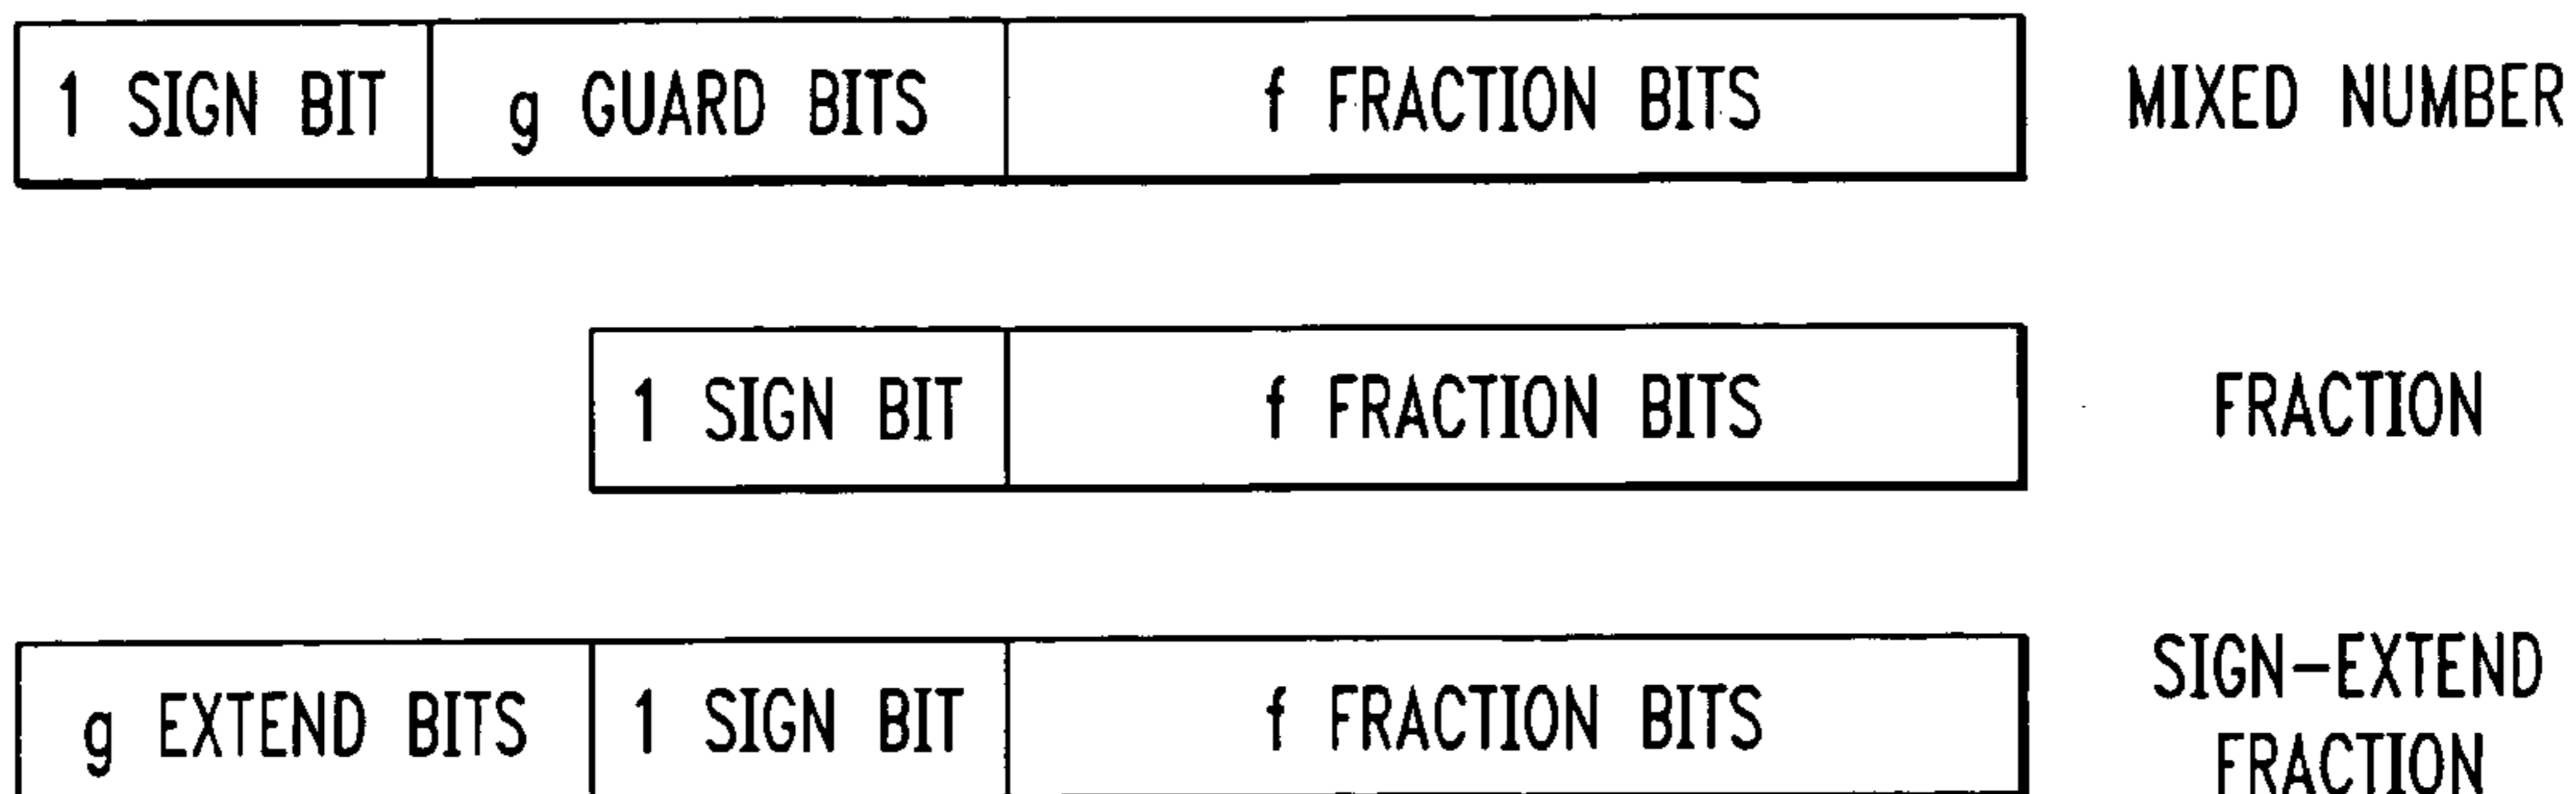 1 SIGN BIT g GUARD BITS f FRACTION BITS MIXED NUMBER
1 SIGN BIT f FRACTION BITS FRACTION
g EXTEND BITS 1 SIGN BIT f FRACTION BITS SIGN-EXTEND
FRACTION